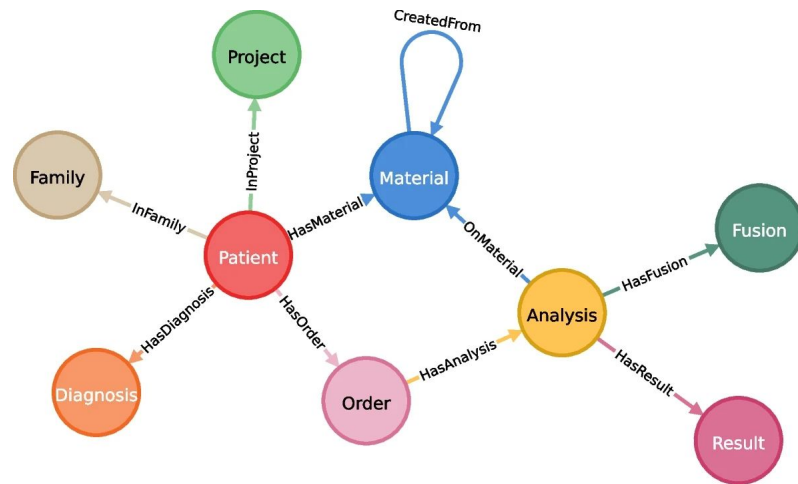 CreatedFrom
Project
InProject
Family
InFamily
Material
HasMaterial
OnMaterial
Patient
Fusion
HasFusion
HasDiagnosis
HasOrder
Analysis
HasAnalysis
HasResult
Diagnosis
Order
Result